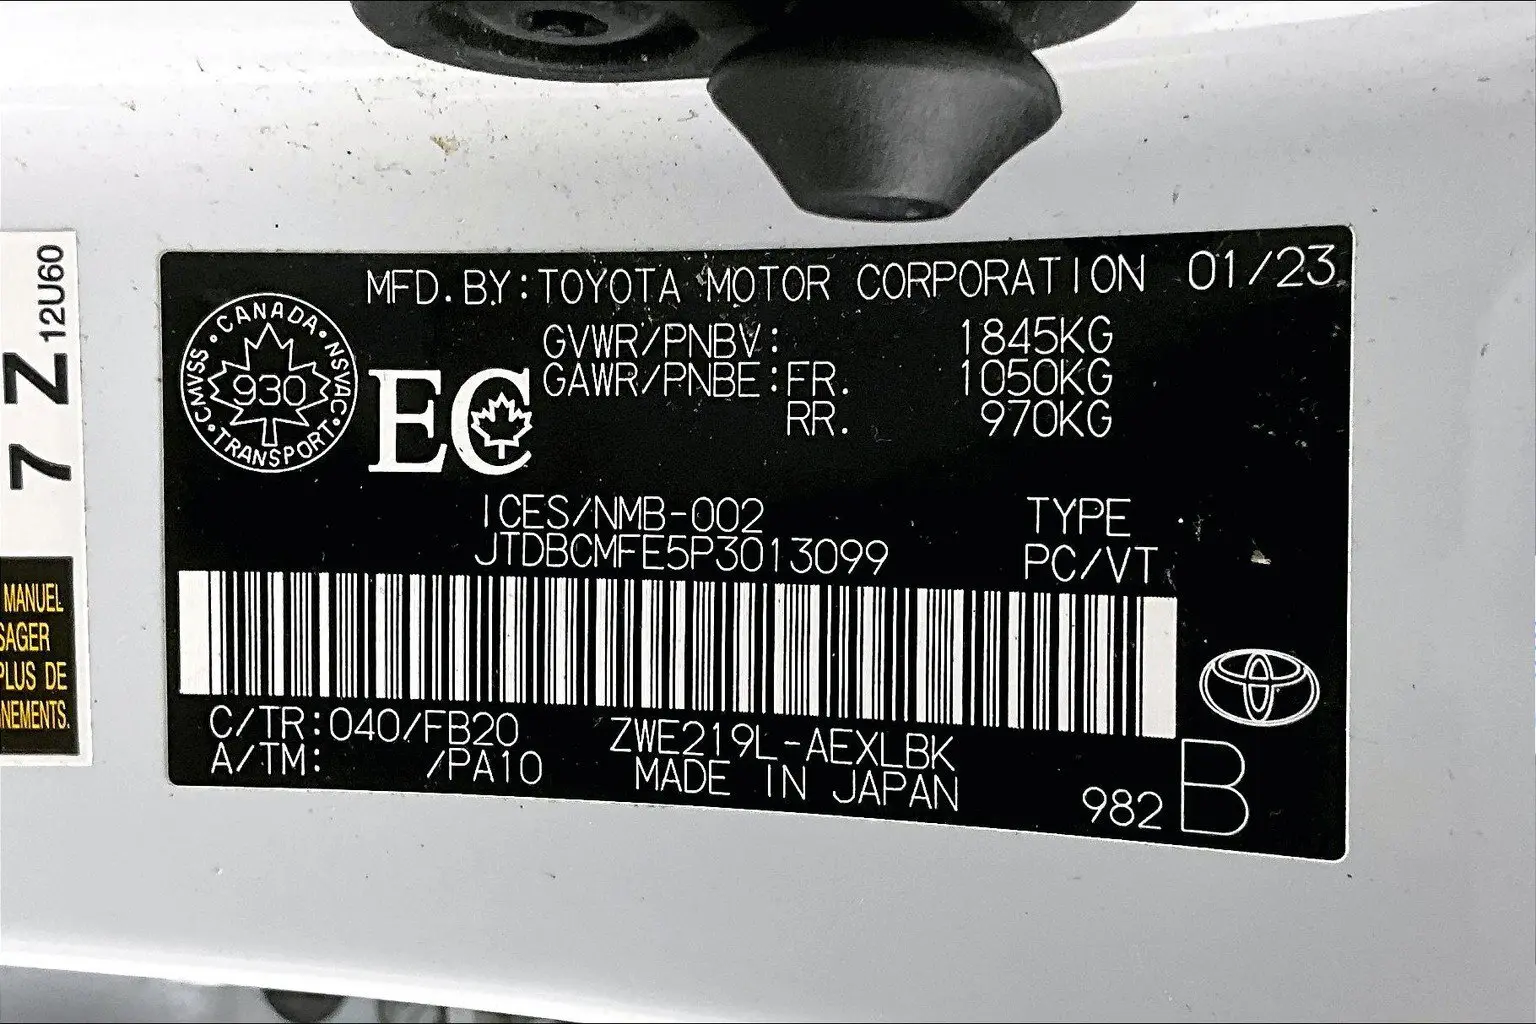 MFD. BY: TOYOTA MOTOR CORPORATION 01/23
GVWR/PNBV: 1845KG
GAWR/PNBE: FR. 1050KG
RR. 970KG
CANADA
CMVSS
NSVAC
930
TRANSPORT
EC
ICES/NMB-002
TYPE
JTDBCMFE5P3013099
PC/VT
C/TR: 040/FB20
A/TM: /PA10
ZWE219L-AEXLBK
MADE IN JAPAN
982 B
7 Z 12U60
MANUEL
SAGER
PLUS DE
NEMENTS.